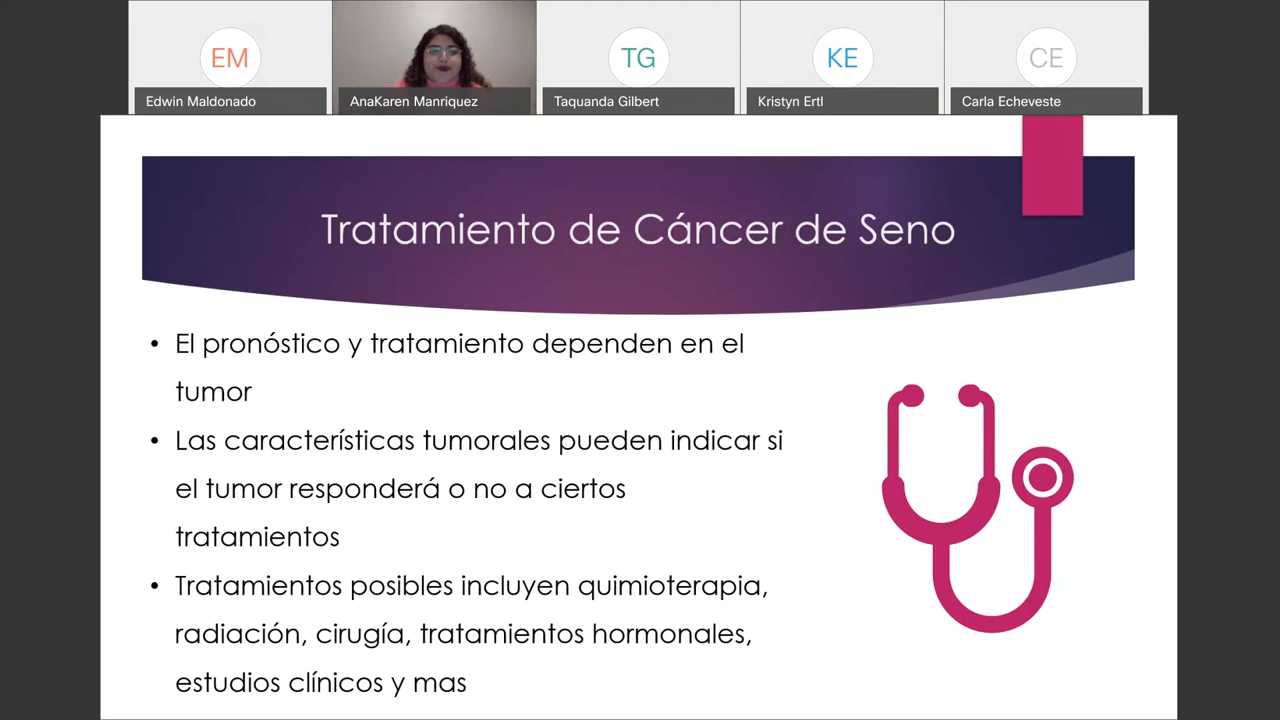 EM
TG
KE
CE
Edwin Maldonado
AnaKaren Manriquez
Taquanda Gilbert
Kristyn Ertl
Carla Echeveste
Tratamiento de Cáncer de Seno
• El pronóstico y tratamiento dependen en el
tumor
• Las características tumorales pueden indicar si
el tumor responderá o no a ciertos
tratamientos
• Tratamientos posibles incluyen quimioterapia,
radiación, cirugía, tratamientos hormonales,
estudios clínicos y mas